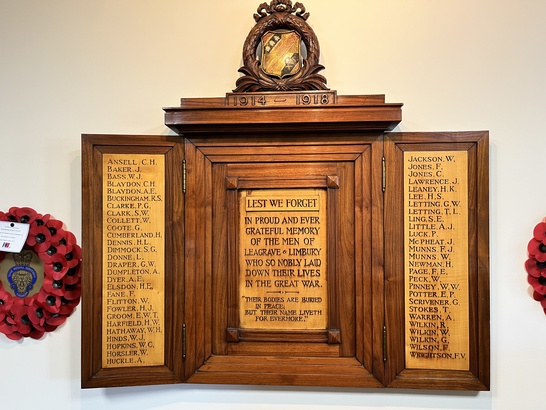 1914 — 1918
ANSELL. C.H.
BAKER. J.
BASS. W.J.
BLAYDON. C.H.
BLAYDON. A.E.
BUCKINGHAM. R.S.
CLARKE. P.G.
CLARK. S.W.
COLLETT. W.
COOTE. G.
CUMBERLAND. H.
DENNIS. H.L.
DIMMOCK. S.G.
DONNE. L.
DRAPER. G.W.
DUMPLETON. A.
DYER. A.E.
ELSDON. H.E.
FANE. F.
FLITTON. W.
FOWLER. H.J.
GROOM. E.W.T.
HARFIELD. H.W.
HATHAWAY. W.H.
HINDS. W.J.
HOPKINS. W.C.
HORSLER. W.
HUCKLE. A.
LEST WE FORGET
IN PROUD AND EVER
GRATEFUL MEMORY
OF THE MEN OF
LEAGRAVE & LIMBURY
WHO SO NOBLY LAID
DOWN THEIR LIVES
IN THE GREAT WAR.
"THEIR BODIES ARE BURIED
IN PEACE;
BUT THEIR NAME LIVETH
FOR EVERMORE."
JACKSON. W.
JONES. F.
JONES. C.
LAWRENCE. J.
LEANEY. H.K.
LEE. H.S.
LETTING. G.W.
LETTING. T.L.
LING. S.E.
LITTLE. A.J.
LUCK. P.
McPHEAT. J.
MUNNS. F.
MUNNS. W.
NEWMAN. H.
PAGE. F.E.
PECK. W.
PINNEY. W.W.
POTTER. E.P.
SCRIVENER. G.
STOKES. T.
WARREN. A.
WILKIN. R.
WILKIN. W.
WILKIN. G.
WILSON. F.
WRIGHTSON. F.V.